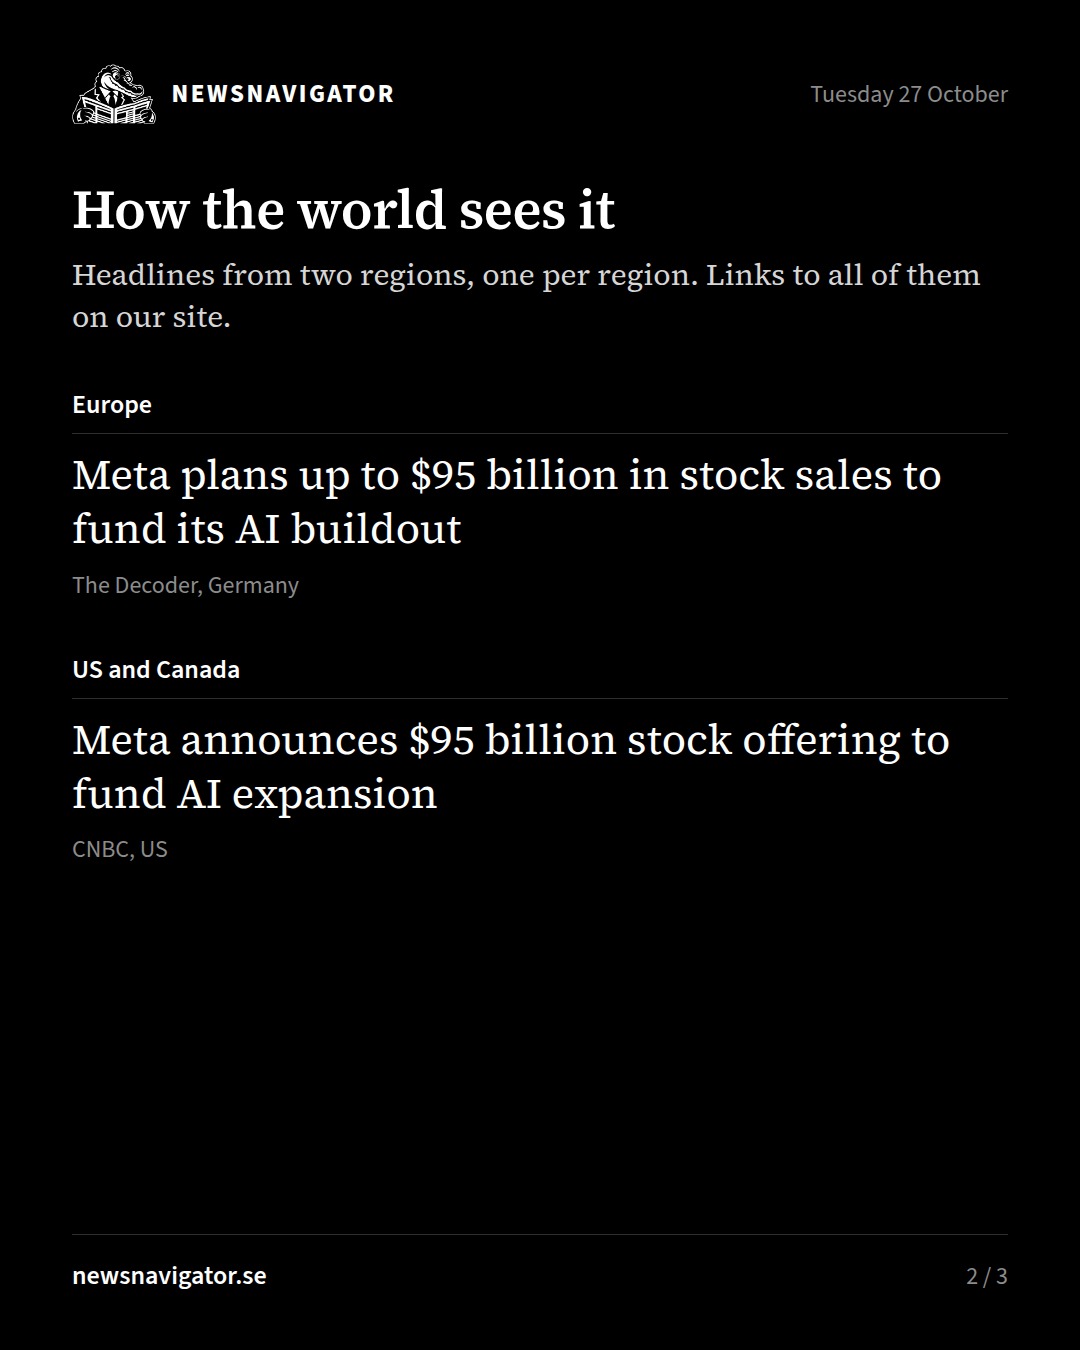 NEWSNAVIGATOR
Tuesday 27 October
How the world sees it
Headlines from two regions, one per region. Links to all of them
on our site.
Europe
Meta plans up to $95 billion in stock sales to
fund its AI buildout
The Decoder, Germany
US and Canada
Meta announces $95 billion stock offering to
fund AI expansion
CNBC, US
newsnavigator.se
2 / 3